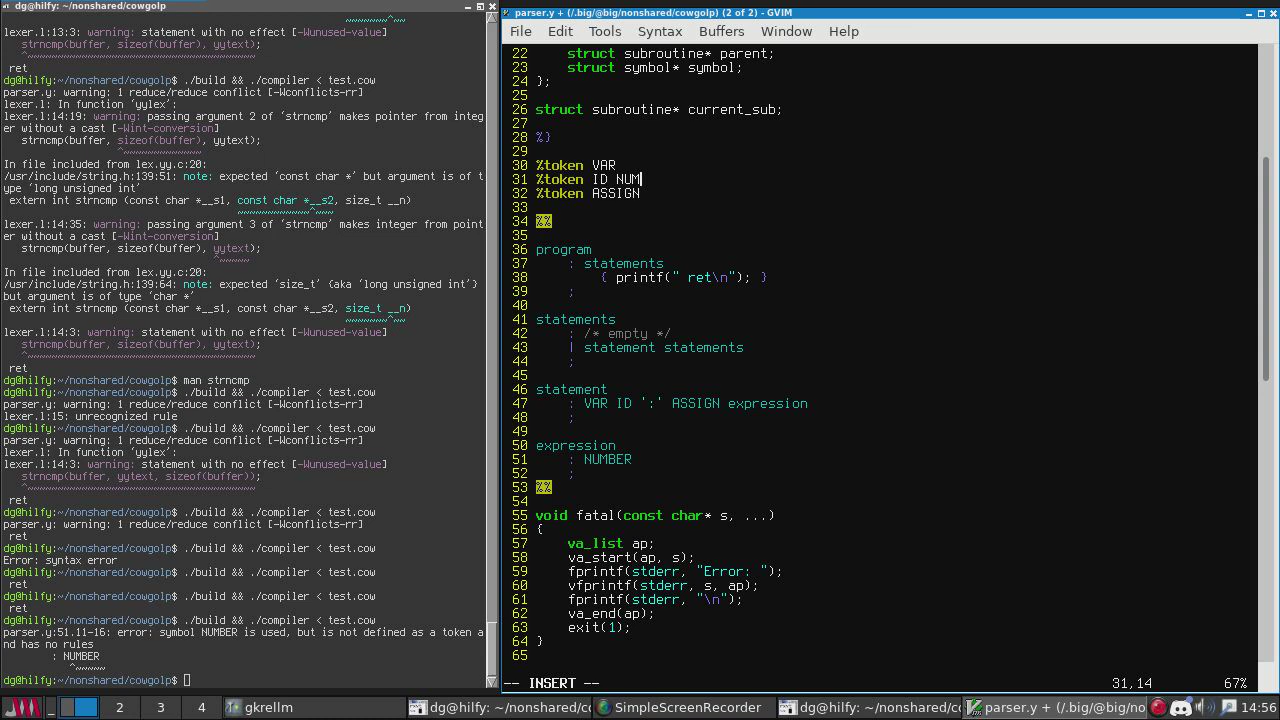 dg@hilfy:~/nonshared/cowgolp
exer.l:13:3: warning: statement with no effect [-Wunused-value]
strncmp(buffer, sizeof(buffer), yytext);
ret
dg@hilfy:~/nonshared/cowgolp$ ./build && ./compiler < test.cow
parser.y: warning: 1 reduce/reduce conflict [-Wconflicts-rr]
lexer.l: In function ‘yylex’:
lexer.l:14:19: warning: passing argument 2 of ‘strncmp’ makes pointer from integ
er without a cast [-Wint-conversion]
strncmp(buffer, sizeof(buffer), yytext);
In file included from lex.yy.c:20:
/usr/include/string.h:139:51: note: expected ‘const char *’ but argument is of t
ype ‘long unsigned int’
extern int strncmp (const char *__s1, const char *__s2, size_t __n)
lexer.l:14:35: warning: passing argument 3 of ‘strncmp’ makes integer from point
er without a cast [-Wint-conversion]
strncmp(buffer, sizeof(buffer), yytext);
In file included from lex.yy.c:20:
/usr/include/string.h:139:64: note: expected ‘size_t’ {aka ‘long unsigned int’}
but argument is of type ‘char *’
extern int strncmp (const char *__s1, const char *__s2, size_t __n)
lexer.l:14:3: warning: statement with no effect [-Wunused-value]
strncmp(buffer, sizeof(buffer), yytext);
ret
dg@hilfy:~/nonshared/cowgolp$ man strncmp
dg@hilfy:~/nonshared/cowgolp$ ./build && ./compiler < test.cow
parser.y: warning: 1 reduce/reduce conflict [-Wconflicts-rr]
lexer.l:15: unrecognized rule
dg@hilfy:~/nonshared/cowgolp$ ./build && ./compiler < test.cow
parser.y: warning: 1 reduce/reduce conflict [-Wconflicts-rr]
lexer.l: In function ‘yylex’:
lexer.l:14:3: warning: statement with no effect [-Wunused-value]
strncmp(buffer, yytext, sizeof(buffer));
ret
dg@hilfy:~/nonshared/cowgolp$ ./build && ./compiler < test.cow
parser.y: warning: 1 reduce/reduce conflict [-Wconflicts-rr]
ret
dg@hilfy:~/nonshared/cowgolp$ ./build && ./compiler < test.cow
Error: syntax error
dg@hilfy:~/nonshared/cowgolp$ ./build && ./compiler < test.cow
ret
dg@hilfy:~/nonshared/cowgolp$ ./build && ./compiler < test.cow
ret
dg@hilfy:~/nonshared/cowgolp$ ./build && ./compiler < test.cow
parser.y:51.11-16: error: symbol NUMBER is used, but is not defined as a token a
nd has no rules
: NUMBER
^~~~~~
dg@hilfy:~/nonshared/cowgolp$
parser.y + (/.big/@big/nonshared/cowgolp) (2 of 2) - GVIM
File Edit Tools Syntax Buffers Window Help
22 struct subroutine* parent;
23 struct symbol* symbol;
24 };
25
26 struct subroutine* current_sub;
27
28 %}
29
30 %token VAR
31 %token ID NUM
32 %token ASSIGN
33
34 %%
35
36 program
37 : statements
38 { printf(" ret\n"); }
39 ;
40
41 statements
42 : /* empty */
43 | statement statements
44 ;
45
46 statement
47 : VAR ID ':' ASSIGN expression
48 ;
49
50 expression
51 : NUMBER
52 ;
53 %%
54
55 void fatal(const char* s, ...)
56 {
57 va_list ap;
58 va_start(ap, s);
59 fprintf(stderr, "Error: ");
60 vfprintf(stderr, s, ap);
61 fprintf(stderr, "\n");
62 va_end(ap);
63 exit(1);
64 }
65
-- INSERT -- 31,14 67%
2 3 4 gkrellm dg@hilfy: ~/nonshared/co SimpleScreenRecorder dg@hilfy: ~/nonshared/co parser.y + (/.big/@big/no 14:56